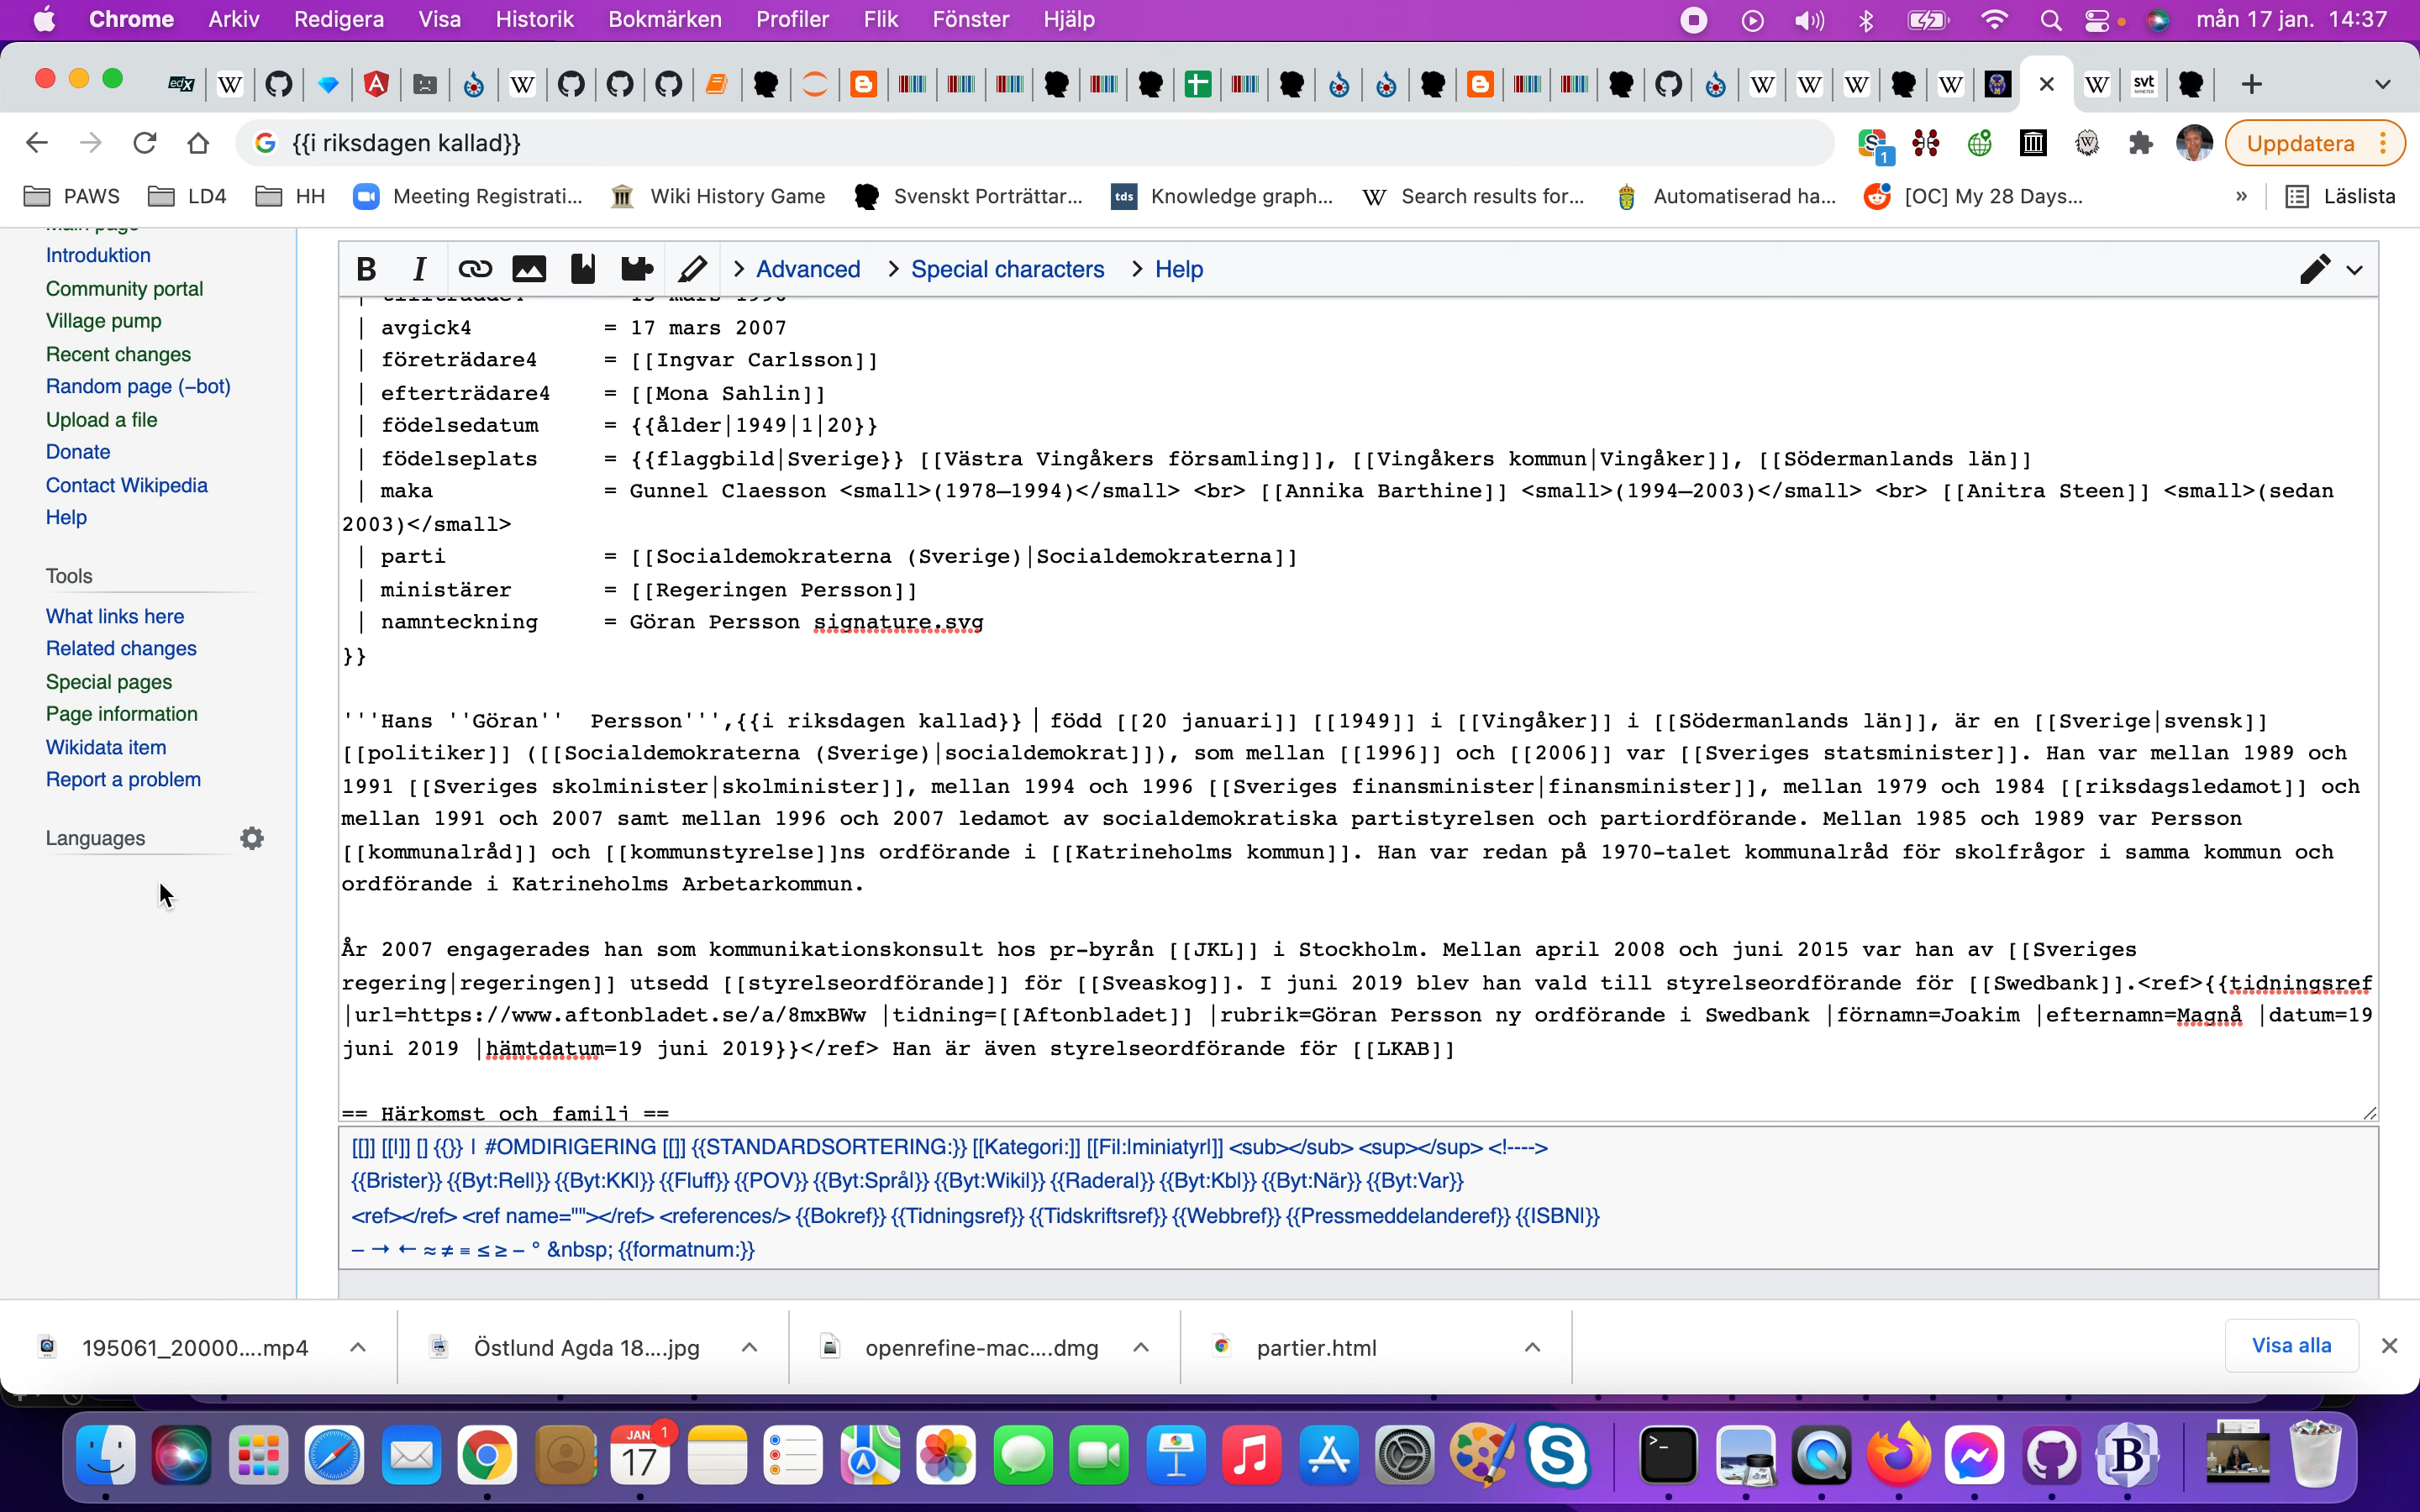 Chrome Arkiv Redigera Visa Historik Bokmärken Profiler Flik Fönster Hjälp mån 17 jan. 14:37
{{i riksdagen kallad}} 1 Uppdatera
PAWS LD4 HH Meeting Registrati... Wiki History Game Svenskt Porträttar... tds Knowledge graph... W Search results for... Automatiserad ha... [OC] My 28 Days... » Läslista
Main page
Introduktion
Community portal
Village pump
Recent changes
Random page (−bot)
Upload a file
Donate
Contact Wikipedia
Help
Tools
What links here
Related changes
Special pages
Page information
Wikidata item
Report a problem
Languages
B I Advanced Special characters Help
| avgick4 = 17 mars 2007
| företrädare4 = [[Ingvar Carlsson]]
| efterträdare4 = [[Mona Sahlin]]
| födelsedatum = {{ålder|1949|1|20}}
| födelseplats = {{flaggbild|Sverige}} [[Västra Vingåkers församling]], [[Vingåkers kommun|Vingåker]], [[Södermanlands län]]
| maka = Gunnel Claesson <small>(1978–1994)</small> <br> [[Annika Barthine]] <small>(1994–2003)</small> <br> [[Anitra Steen]] <small>(sedan
2003)</small>
| parti = [[Socialdemokraterna (Sverige)|Socialdemokraterna]]
| ministärer = [[Regeringen Persson]]
| namnteckning = Göran Persson signature.svg
}}
'''Hans ''Göran'' Persson''',{{i riksdagen kallad}} född [[20 januari]] [[1949]] i [[Vingåker]] i [[Södermanlands län]], är en [[Sverige|svensk]]
[[politiker]] ([[Socialdemokraterna (Sverige)|socialdemokrat]]), som mellan [[1996]] och [[2006]] var [[Sveriges statsminister]]. Han var mellan 1989 och
1991 [[Sveriges skolminister|skolminister]], mellan 1994 och 1996 [[Sveriges finansminister|finansminister]], mellan 1979 och 1984 [[riksdagsledamot]] och
mellan 1991 och 2007 samt mellan 1996 och 2007 ledamot av socialdemokratiska partistyrelsen och partiordförande. Mellan 1985 och 1989 var Persson
[[kommunalråd]] och [[kommunstyrelse]]ns ordförande i [[Katrineholms kommun]]. Han var redan på 1970-talet kommunalråd för skolfrågor i samma kommun och
ordförande i Katrineholms Arbetarkommun.
År 2007 engagerades han som kommunikationskonsult hos pr-byrån [[JKL]] i Stockholm. Mellan april 2008 och juni 2015 var han av [[Sveriges
regering|regeringen]] utsedd [[styrelseordförande]] för [[Sveaskog]]. I juni 2019 blev han vald till styrelseordförande för [[Swedbank]].<ref>{{tidningsref
|url=https://www.aftonbladet.se/a/8mxBWw |tidning=[[Aftonbladet]] |rubrik=Göran Persson ny ordförande i Swedbank |förnamn=Joakim |efternamn=Magnå |datum=19
juni 2019 |hämtdatum=19 juni 2019}}</ref> Han är även styrelseordförande för [[LKAB]]
== Härkomst och familj ==
[[]] [[|]] [] {{}} | #OMDIRIGERING [[]] {{STANDARDSORTERING:}} [[Kategori:]] [[Fil:|miniatyr|]] <sub></sub> <sup></sup> <!---->
{{Brister}} {{Byt:Rell}} {{Byt:KK|}} {{Fluff}} {{POV}} {{Byt:Språl}} {{Byt:Wikil}} {{Radera|}} {{Byt:Kb|}} {{Byt:När}} {{Byt:Var}}
<ref></ref> <ref name=""></ref> <references/> {{Bokref}} {{Tidningsref}} {{Tidskriftsref}} {{Webbref}} {{Pressmeddelanderef}} {{ISBN|}}
– → ← ≈ ≠ ≡ ≤ ≥ − ° &nbsp; {{formatnum:}}
195061_20000....mp4 Östlund Agda 18....jpg openrefine-mac....dmg partier.html Visa alla
JAN. 1
17